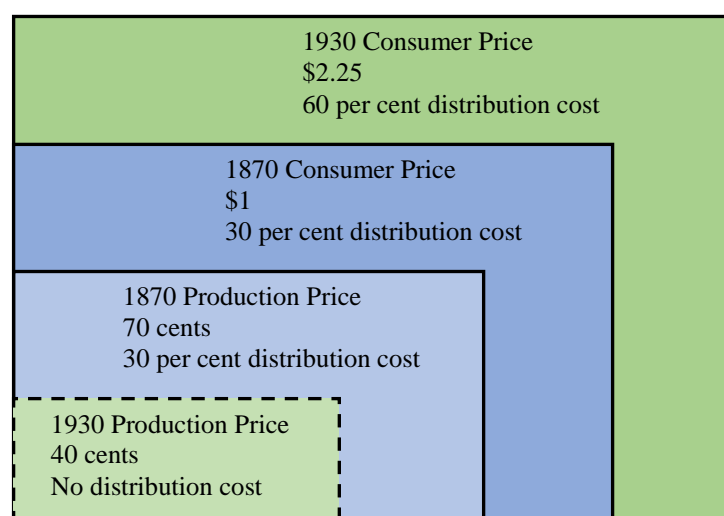 1930 Consumer Price
$2.25
60 per cent distribution cost
1870 Consumer Price
$1
30 per cent distribution cost
1870 Production Price
70 cents
30 per cent distribution cost
1930 Production Price
40 cents
No distribution cost